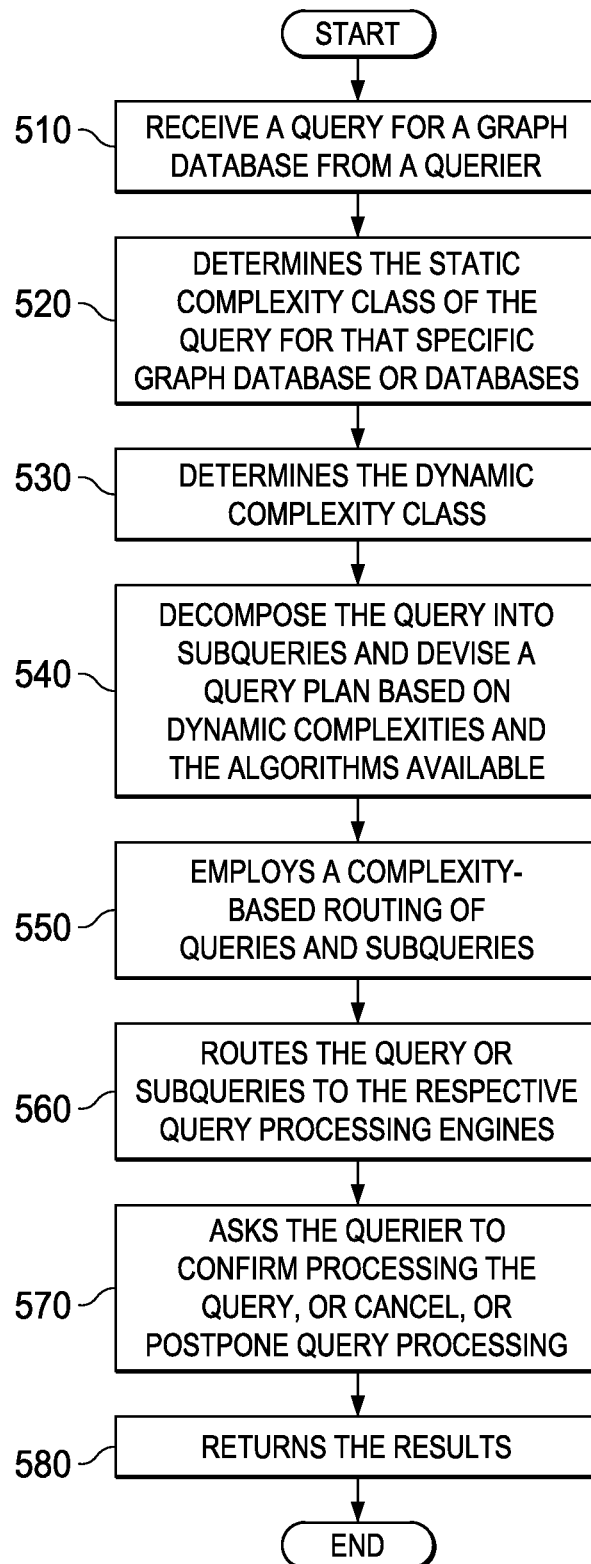 START
510
RECEIVE A QUERY FOR A GRAPH
DATABASE FROM A QUERIER
520
DETERMINES THE STATIC
COMPLEXITY CLASS OF THE
QUERY FOR THAT SPECIFIC
GRAPH DATABASE OR DATABASES
530
DETERMINES THE DYNAMIC
COMPLEXITY CLASS
540
DECOMPOSE THE QUERY INTO
SUBQUERIES AND DEVISE A
QUERY PLAN BASED ON
DYNAMIC COMPLEXITIES AND
THE ALGORITHMS AVAILABLE
550
EMPLOYS A COMPLEXITY-
BASED ROUTING OF
QUERIES AND SUBQUERIES
560
ROUTES THE QUERY OR
SUBQUERIES TO THE RESPECTIVE
QUERY PROCESSING ENGINES
570
ASKS THE QUERIER TO
CONFIRM PROCESSING THE
QUERY, OR CANCEL, OR
POSTPONE QUERY PROCESSING
580
RETURNS THE RESULTS
END